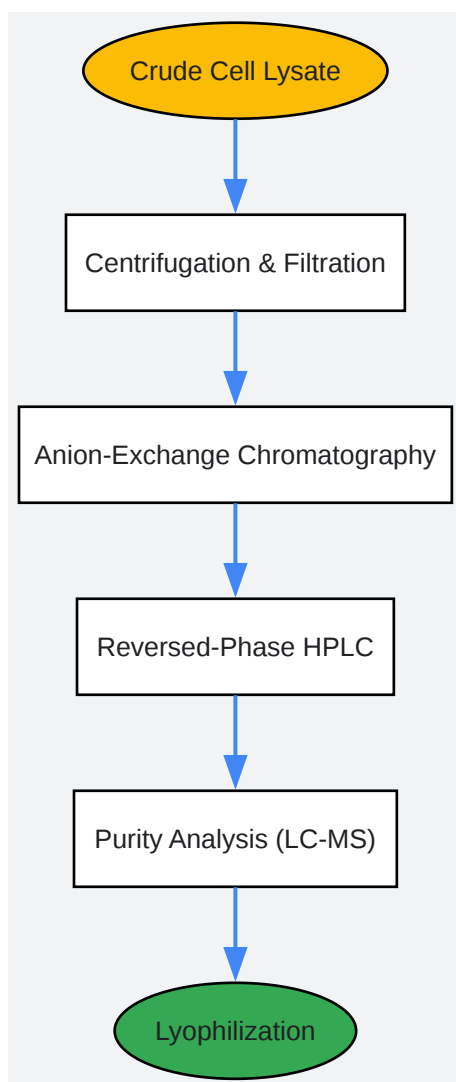 Crude Cell Lysate
Centrifugation & Filtration
Anion-Exchange Chromatography
Reversed-Phase HPLC
Purity Analysis (LC-MS)
Lyophilization